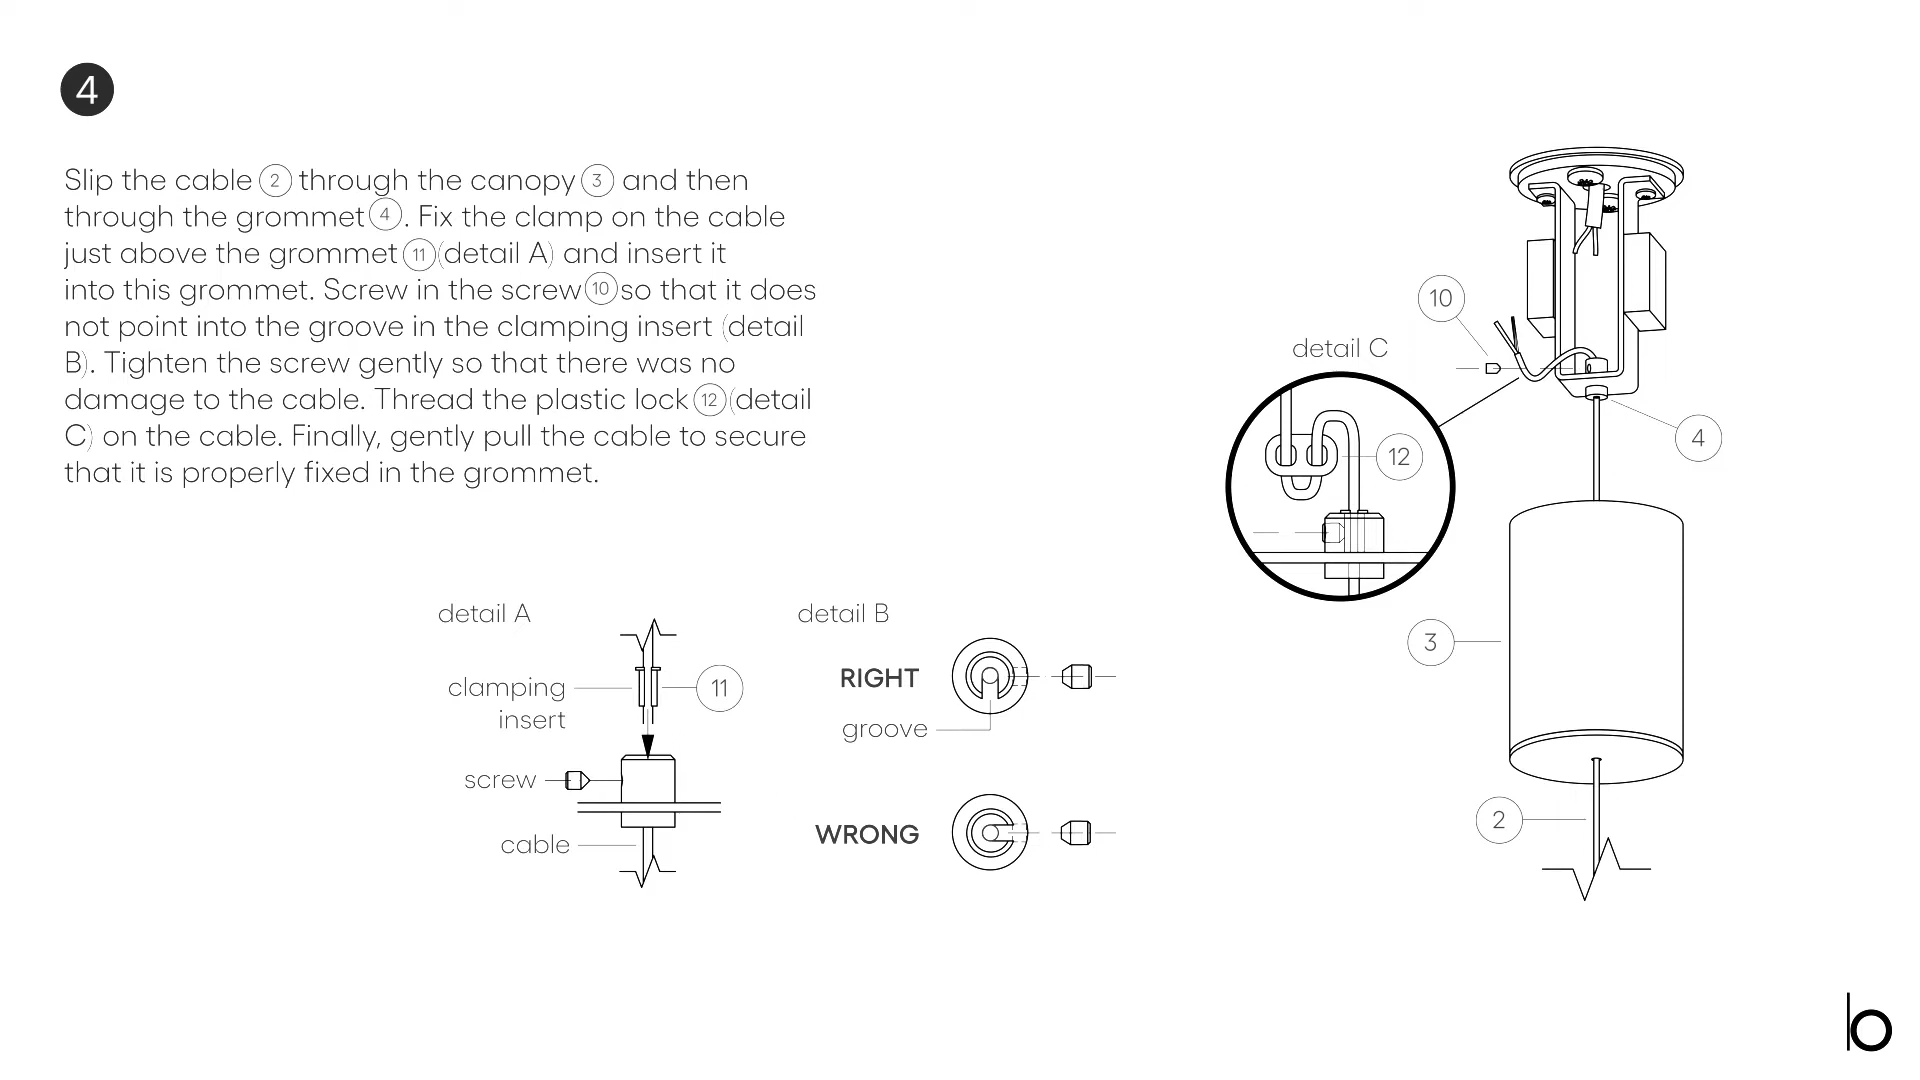 4
Slip the cable 2 through the canopy 3 and then
through the grommet 4. Fix the clamp on the cable
just above the grommet 11 (detail A) and insert it
into this grommet. Screw in the screw 10 so that it does
not point into the groove in the clamping insert (detail
B). Tighten the screw gently so that there was no
damage to the cable. Thread the plastic lock 12 (detail
C) on the cable. Finally, gently pull the cable to secure
that it is properly fixed in the grommet.
10
detail C
4
12
detail A
detail B
3
RIGHT
clamping
insert
11
groove
screw
2
WRONG
cable
b